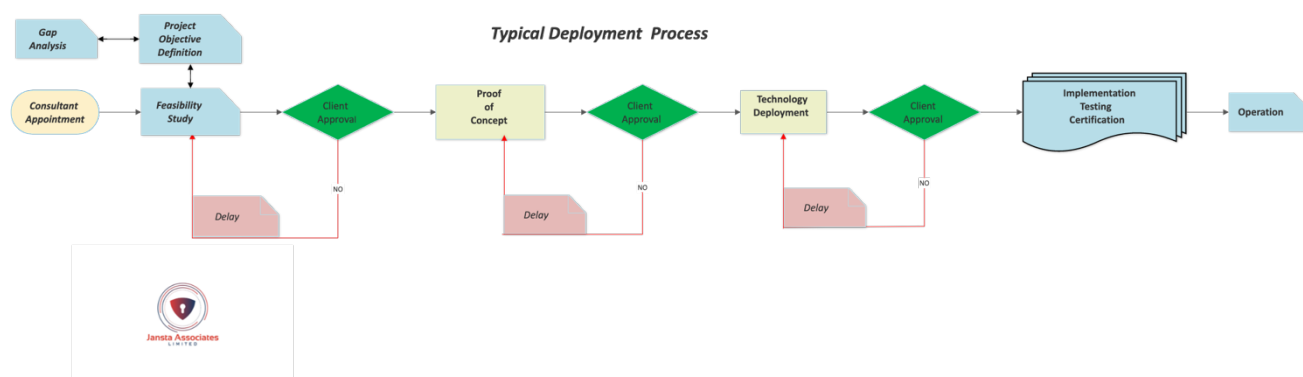 Typical Deployment Process
Gap
Analysis
Project
Objective
Definition
Consultant
Appointment
Feasibility
Study
Client
Approval
Proof
of
Concept
Client
Approval
Technology
Deployment
Client
Approval
Implementation
Testing
Certification
Operation
NO
NO
NO
Delay
Delay
Delay
Jansta Associates
LIMITED